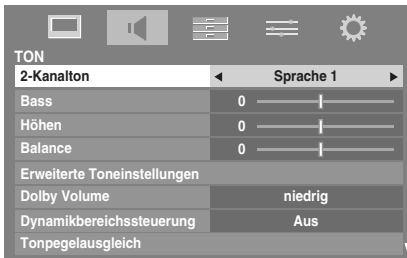 TON
2-Kanalton Sprache 1
Bass 0
Höhen 0
Balance 0
Erweiterte Toneinstellungen
Dolby Volume niedrig
Dynamikbereichssteuerung Aus
Tonpegelausgleich